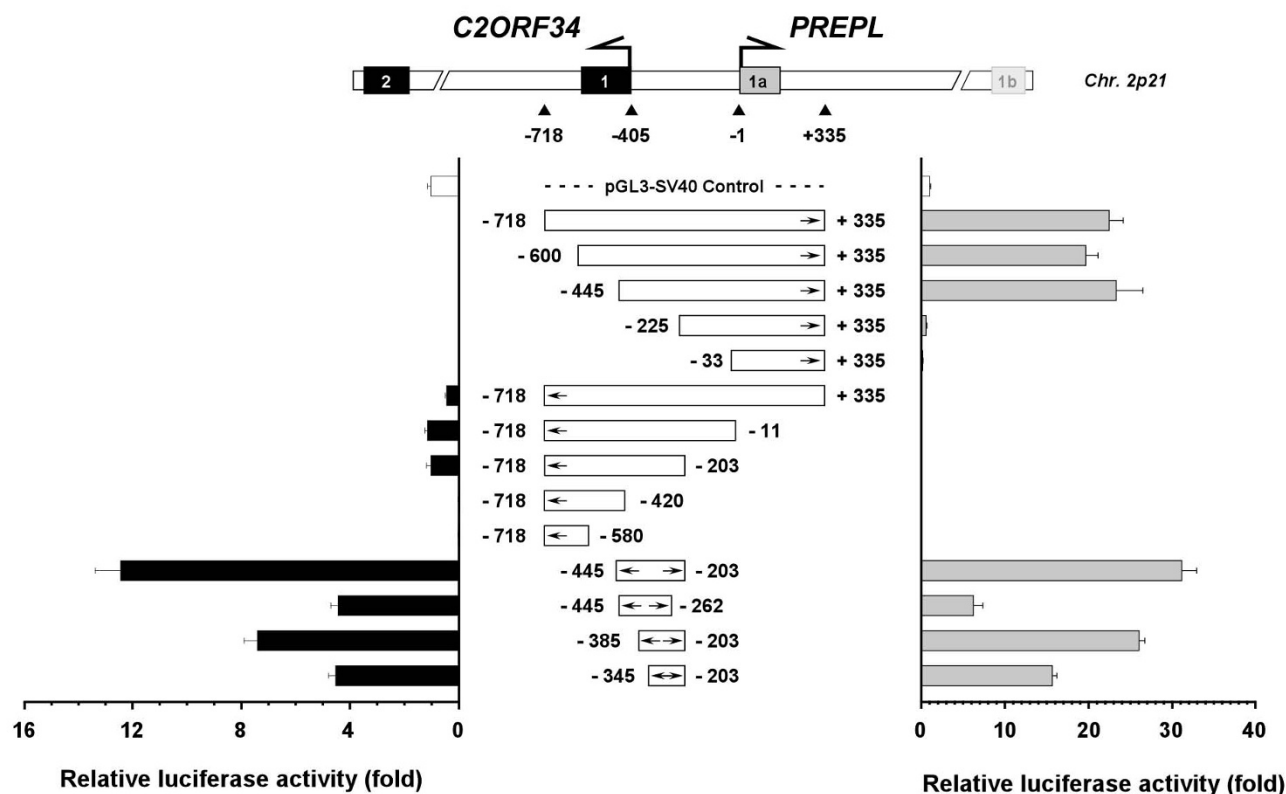 C2ORF34 PREPL
2 1 1a 1b Chr. 2p21
-718 -405 -1 +335
pGL3-SV40 Control
- 718 + 335
- 600 + 335
- 445 + 335
- 225 + 335
- 33 + 335
- 718 + 335
- 718 - 11
- 718 - 203
- 718 - 420
- 718 - 580
- 445 - 203
- 445 - 262
- 385 - 203
- 345 - 203
16 12 8 4 0 0 10 20 30 40
Relative luciferase activity (fold) Relative luciferase activity (fold)